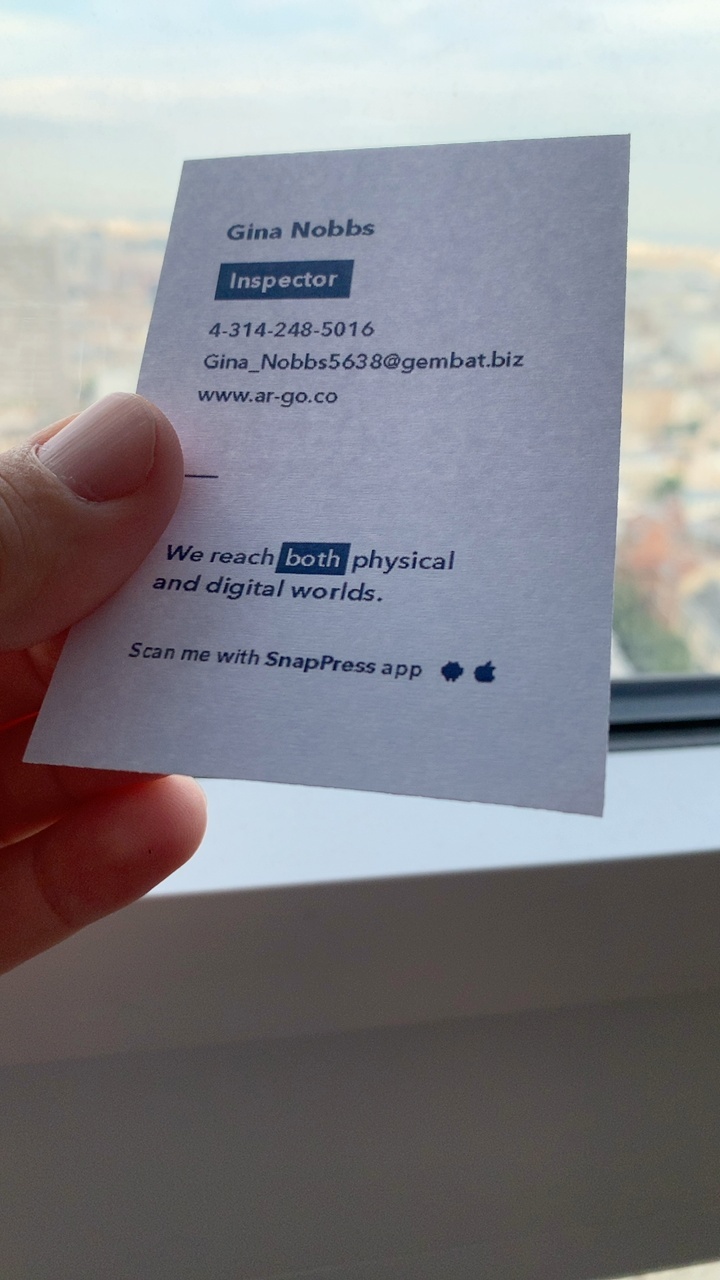 Gina Nobbs
Inspector
4-314-248-5016
Gina_Nobbs5638@gembat.biz
www.ar-go.co
We reach both physical
and digital worlds.
Scan me with SnapPress app